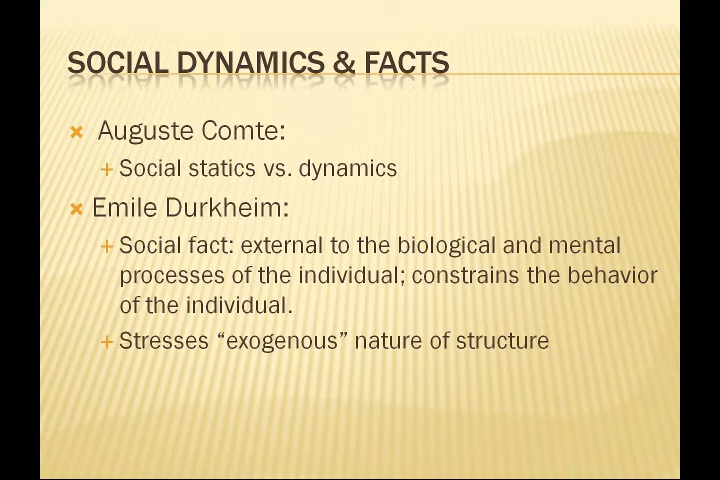 SOCIAL DYNAMICS & FACTS
Auguste Comte:
Social statics vs. dynamics
Emile Durkheim:
Social fact: external to the biological and mental
processes of the individual; constrains the behavior
of the individual.
Stresses “exogenous” nature of structure